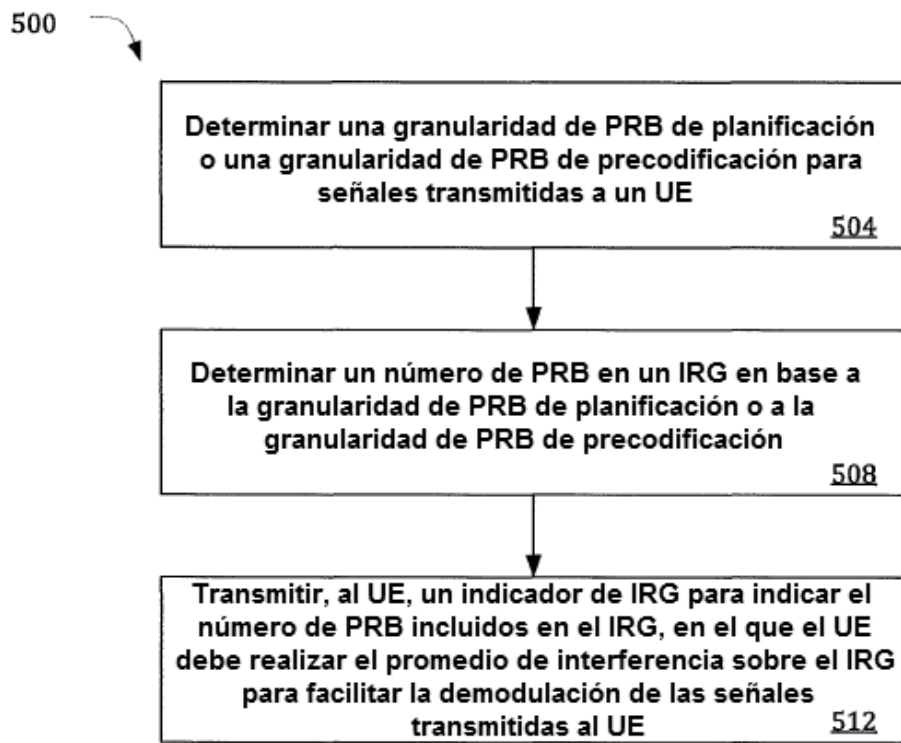 500
Determinar una granularidad de PRB de planificación
o una granularidad de PRB de precodificación para
señales transmitidas a un UE
504
Determinar un número de PRB en un IRG en base a
la granularidad de PRB de planificación o a la
granularidad de PRB de precodificación
508
Transmitir, al UE, un indicador de IRG para indicar el
número de PRB incluidos en el IRG, en el que el UE
debe realizar el promedio de interferencia sobre el IRG
para facilitar la demodulación de las señales
transmitidas al UE
512